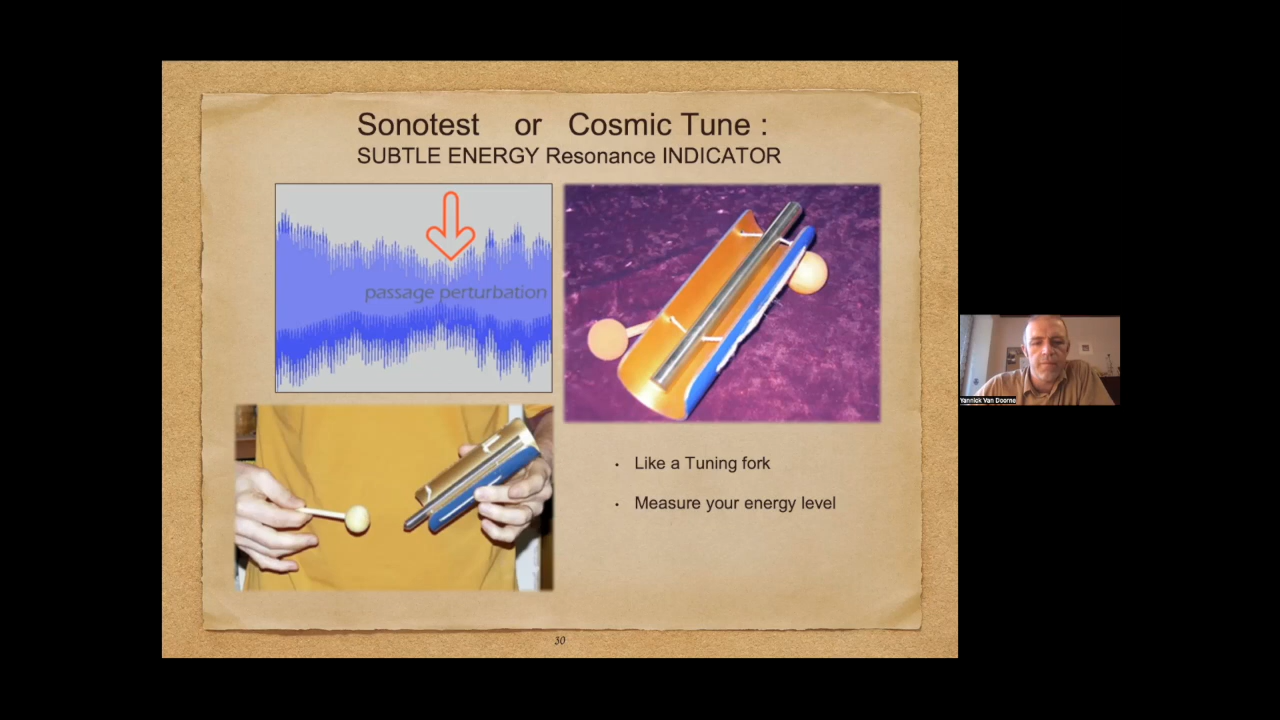 Sonotest or Cosmic Tune :
SUBTLE ENERGY Resonance INDICATOR
passage perturbation
• Like a Tuning fork
• Measure your energy level
30
Yannick Van Doorne